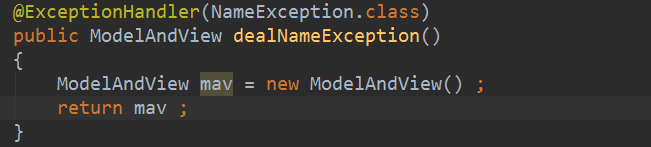 @ExceptionHandler(NameException.class)
public ModelAndView dealNameException()
{
    ModelAndView mav = new ModelAndView() ;
    return mav ;
}